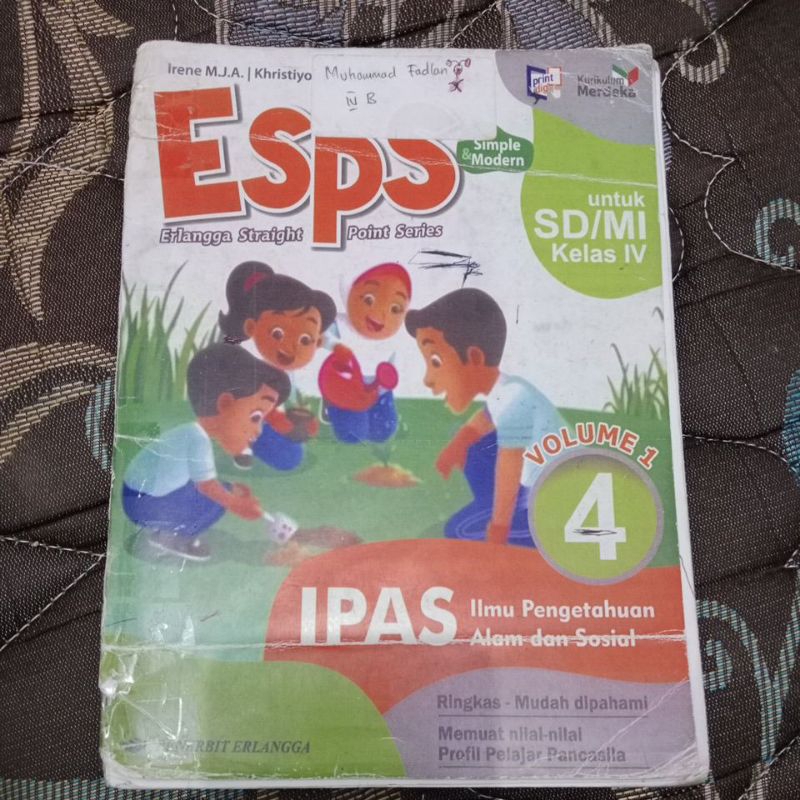 Irene M.J.A. | Khristiyo
Muhammad Fadlan
IV B
print
Kurikulum
Merdeka
Esps
Simple
& Modern
Erlangga Straight Point Series
untuk
SD/MI
Kelas IV
VOLUME 1
4
IPAS
Ilmu Pengetahuan
Alam dan Sosial
Ringkas - Mudah dipahami
Memuat nilai-nilai
Profil Pelajar Pancasila
PENERBIT ERLANGGA